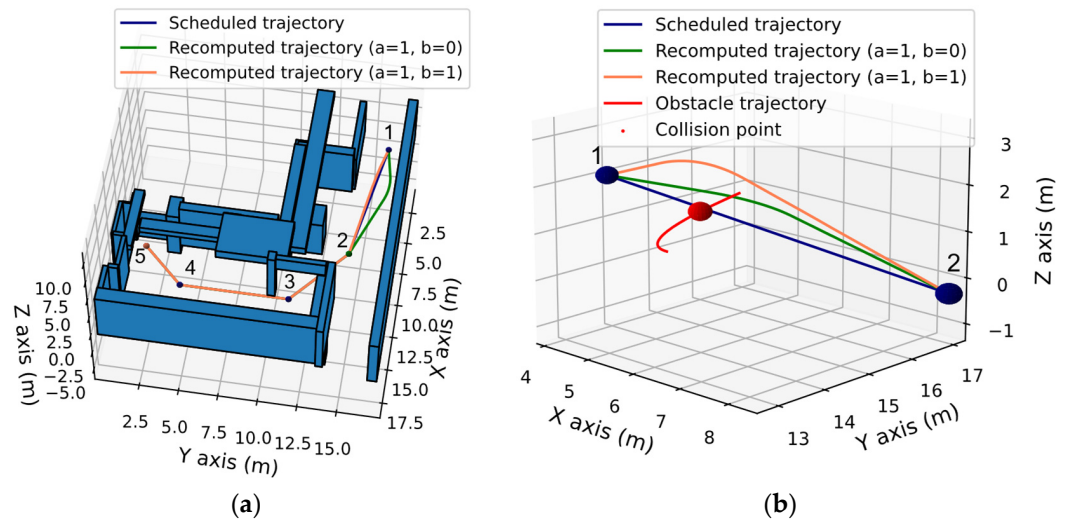 Scheduled trajectory
Recomputed trajectory (a=1, b=0)
Recomputed trajectory (a=1, b=1)
1
2
3
4
5
10.0
7.5
5.0
2.5
0.0
−2.5
−5.0
Z axis (m)
2.5
5.0
7.5
10.0
12.5
15.0
Y axis (m)
2.5
5.0
7.5
10.0
12.5
15.0
17.5
X axis (m)
(a)
Scheduled trajectory
Recomputed trajectory (a=1, b=0)
Recomputed trajectory (a=1, b=1)
Obstacle trajectory
Collision point
1
2
3
2
1
0
−1
Z axis (m)
4
5
6
7
8
X axis (m)
13
14
15
16
17
Y axis (m)
(b)